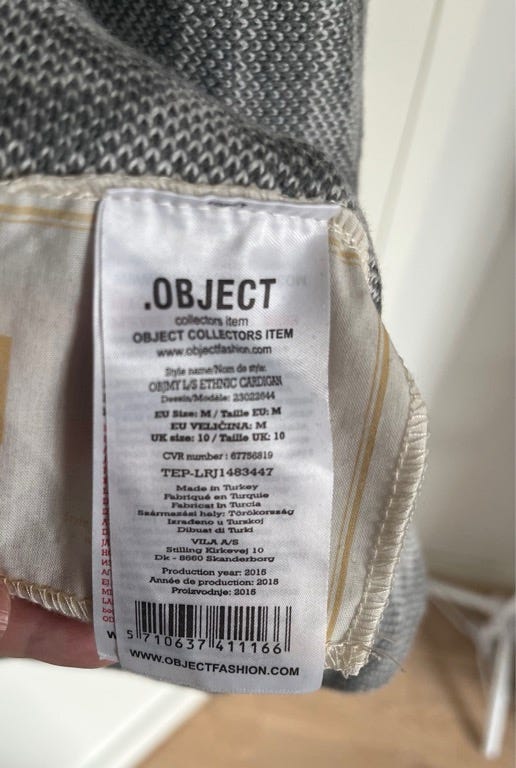 .OBJECT
collectors item
OBJECT COLLECTORS ITEM
www.objectfashion.com
Style name/Nom de style:
OBJMY L/S ETHNIC CARDIGAN
Dessin/Modéle: 23022644
EU Size: M / Taille EU: M
EU VELIČINA: M
UK size: 10 / Taille UK: 10
CVR number: 67756819
TEP-LRJ1483447
Made in Turkey
Fabriqué en Turquie
Fabricat in Turcia
Származási hely: Törökország
Izrađeno u Turskoj
Dibuat di Turki
VILA A/S
Stilling Kirkevej 10
Dk - 8660 Skanderborg
Production year: 2015
Année de production: 2015
Proizvodnje: 2015
5 710637 411166
WWW.OBJECTFASHION.COM